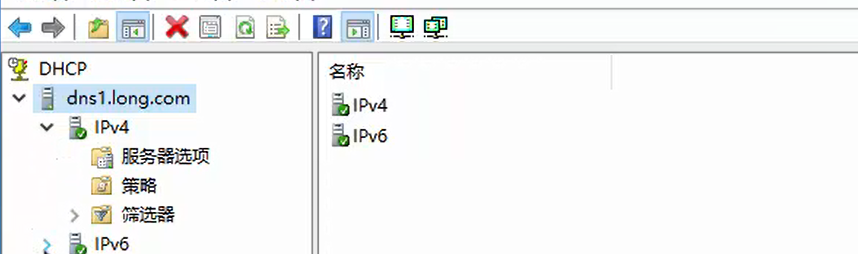 DHCP
dns1.long.com
IPv4
服务器选项
策略
筛选器
IPv6
名称
IPv4
IPv6